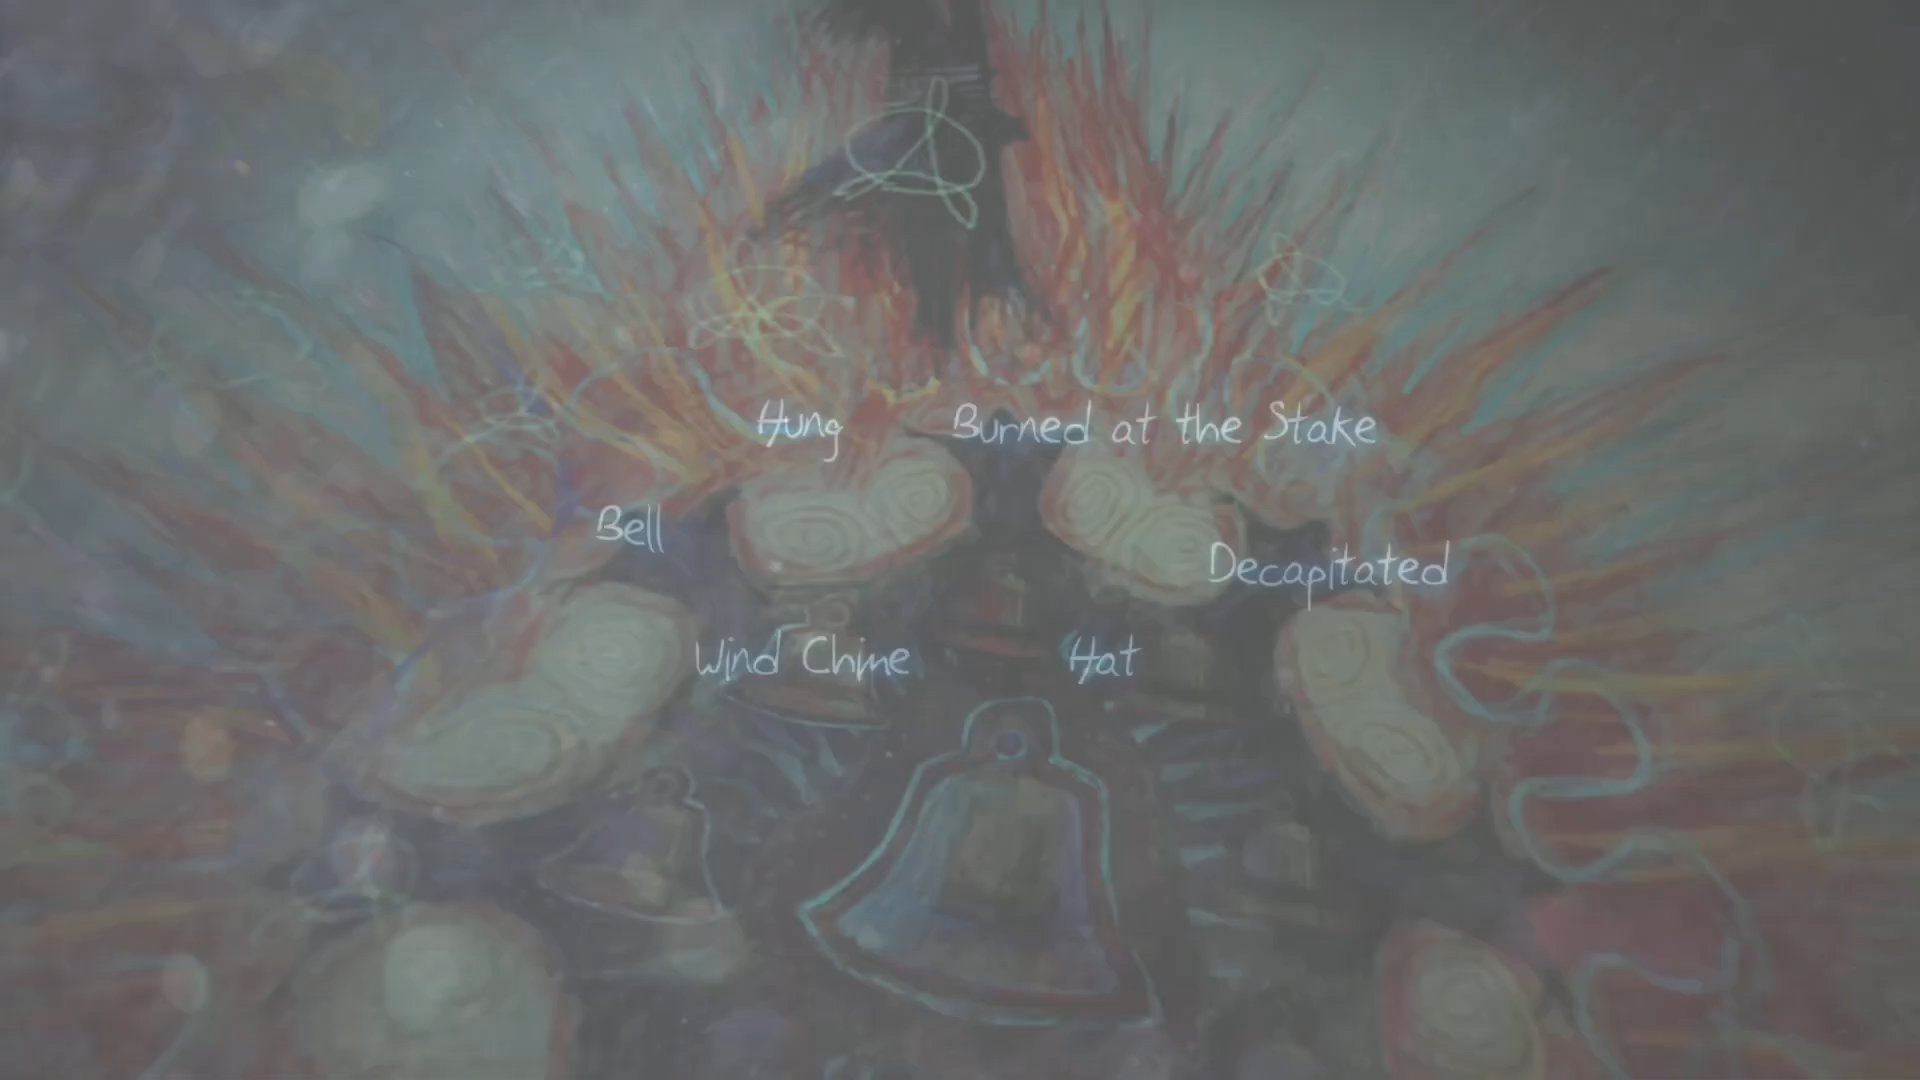 Hung
Burned at the Stake
Bell
Decapitated
Wind Chime
Hat